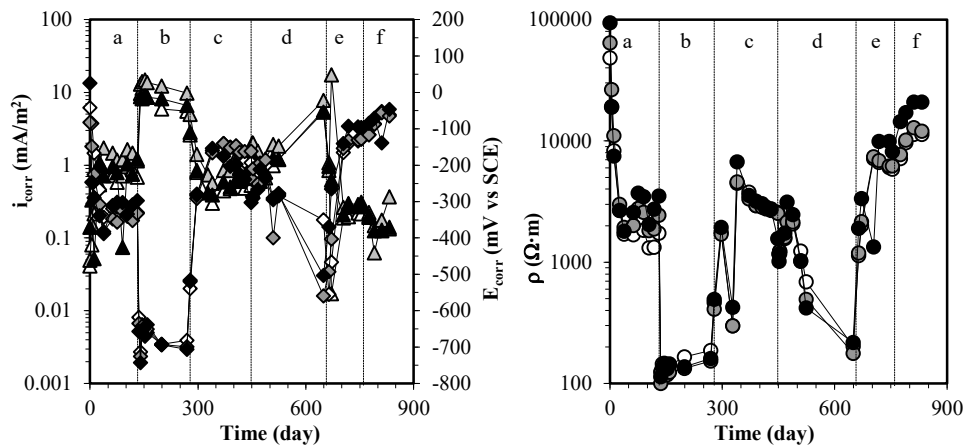 100
10
1
0.1
0.01
0.001
i_corr (mA/m²)
a
b
c
d
e
f
200
100
0
-100
-200
-300
-400
-500
-600
-700
-800
E_corr (mV vs SCE)
0
300
600
900
Time (day)
100000
10000
1000
100
ρ (Ω·m)
a
b
c
d
e
f
0
300
600
900
Time (day)